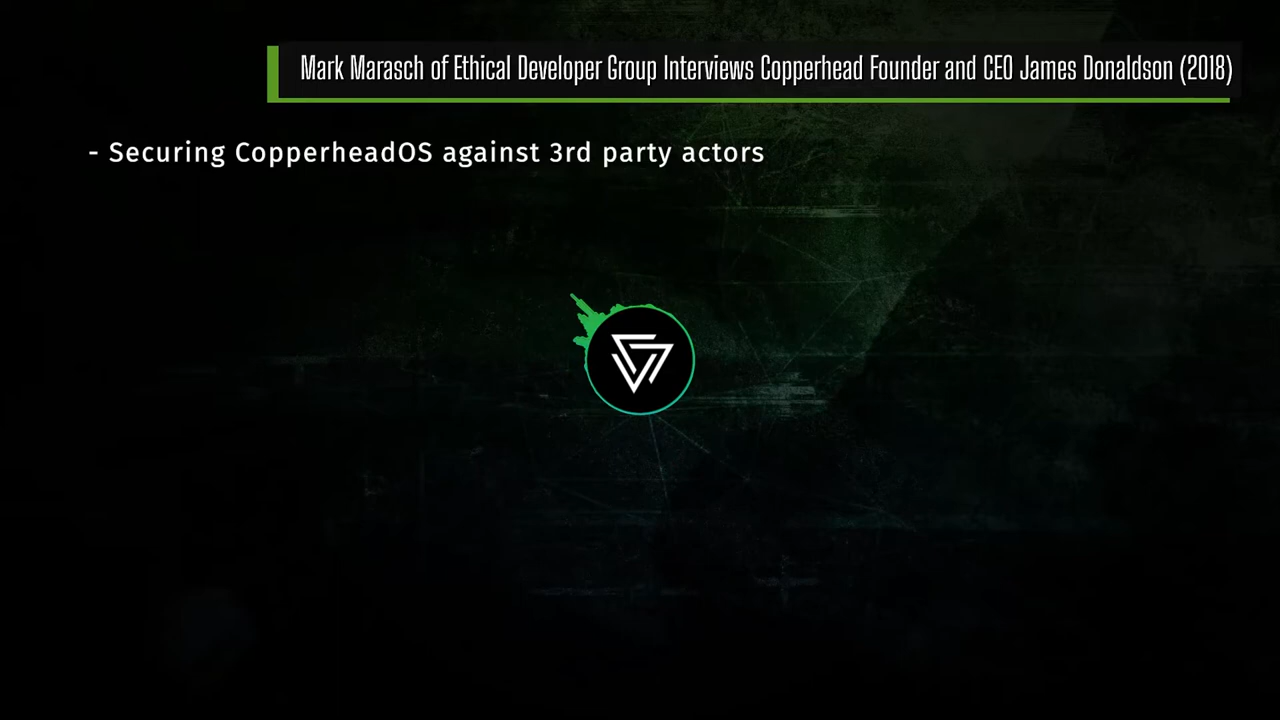 Mark Marasch of Ethical Developer Group Interviews Copperhead Founder and CEO James Donaldson (2018)
- Securing CopperheadOS against 3rd party actors